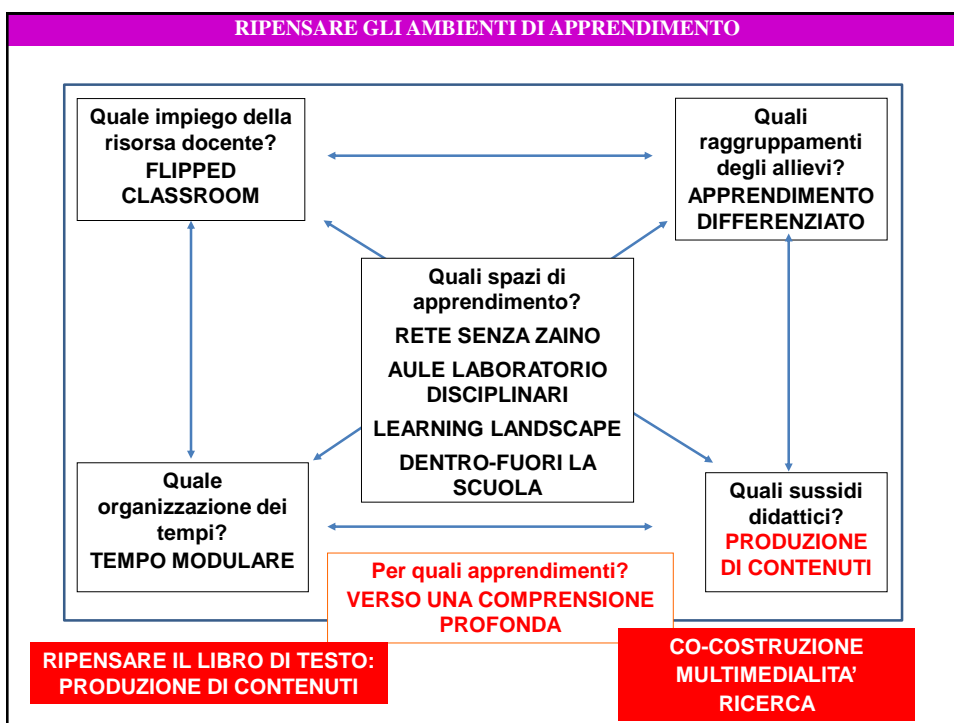 RIPENSARE GLI AMBIENTI DI APPRENDIMENTO
Quale impiego della
risorsa docente?
FLIPPED
CLASSROOM
Quali
raggruppamenti
degli allievi?
APPRENDIMENTO
DIFFERENZIATO
Quali spazi di
apprendimento?
RETE SENZA ZAINO
AULE LABORATORIO
DISCIPLINARI
LEARNING LANDSCAPE
DENTRO-FUORI LA
SCUOLA
Quale
organizzazione dei
tempi?
TEMPO MODULARE
Quali sussidi
didattici?
PRODUZIONE
DI CONTENUTI
Per quali apprendimenti?
VERSO UNA COMPRENSIONE
PROFONDA
RIPENSARE IL LIBRO DI TESTO:
PRODUZIONE DI CONTENUTI
CO-COSTRUZIONE
MULTIMEDIALITA’
RICERCA